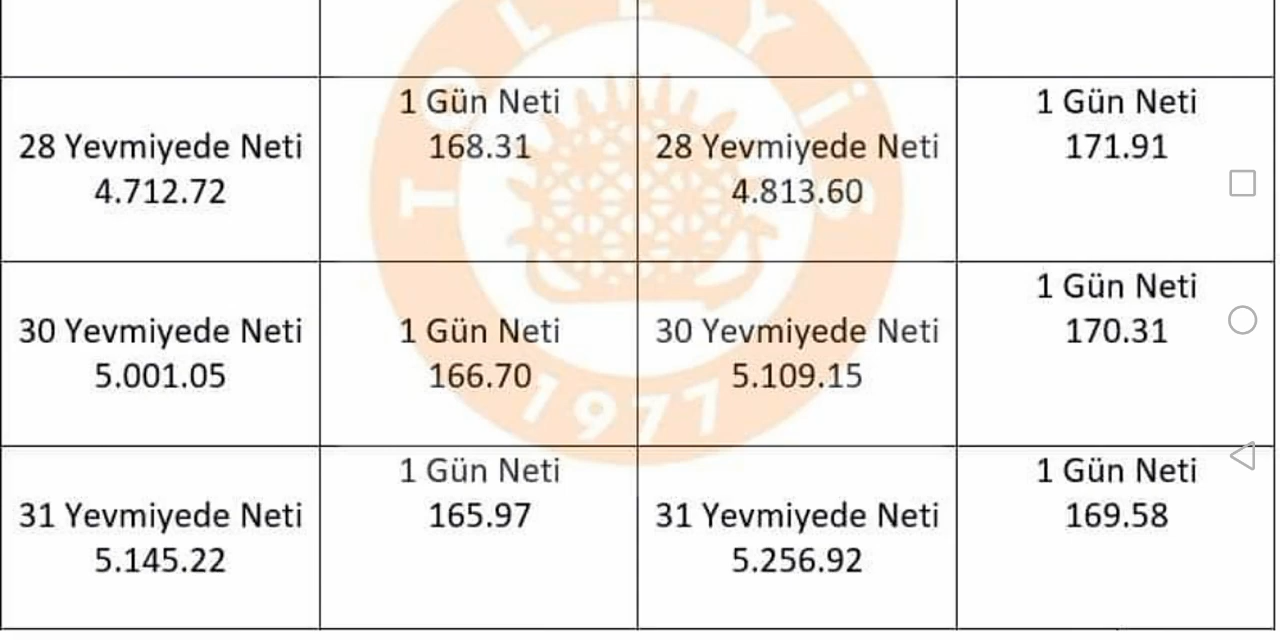 TOLEYİS
1977
28 Yevmiyede Neti
4.712.72
1 Gün Neti
168.31
28 Yevmiyede Neti
4.813.60
1 Gün Neti
171.91
30 Yevmiyede Neti
5.001.05
1 Gün Neti
166.70
30 Yevmiyede Neti
5.109.15
1 Gün Neti
170.31
31 Yevmiyede Neti
5.145.22
1 Gün Neti
165.97
31 Yevmiyede Neti
5.256.92
1 Gün Neti
169.58